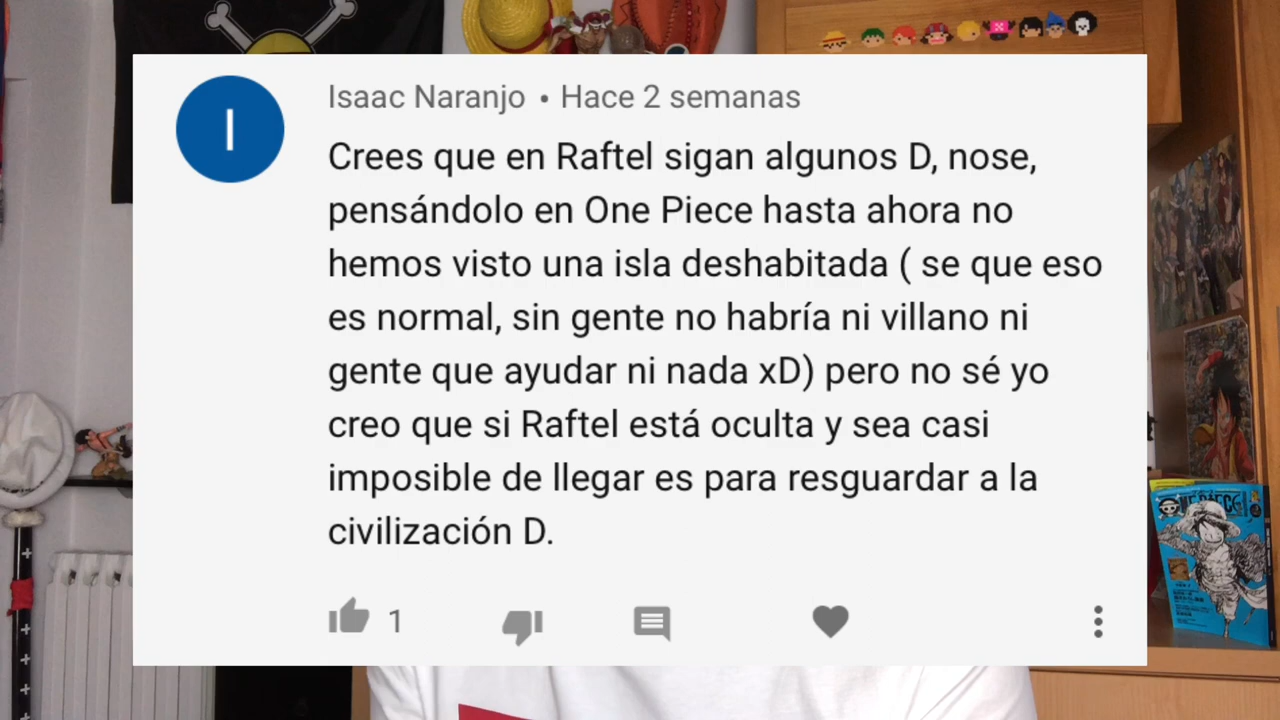 I
Isaac Naranjo • Hace 2 semanas
Crees que en Raftel sigan algunos D, nose,
pensándolo en One Piece hasta ahora no
hemos visto una isla deshabitada ( se que eso
es normal, sin gente no habría ni villano ni
gente que ayudar ni nada xD) pero no sé yo
creo que si Raftel está oculta y sea casi
imposible de llegar es para resguardar a la
civilización D.
1
ONE PIECE